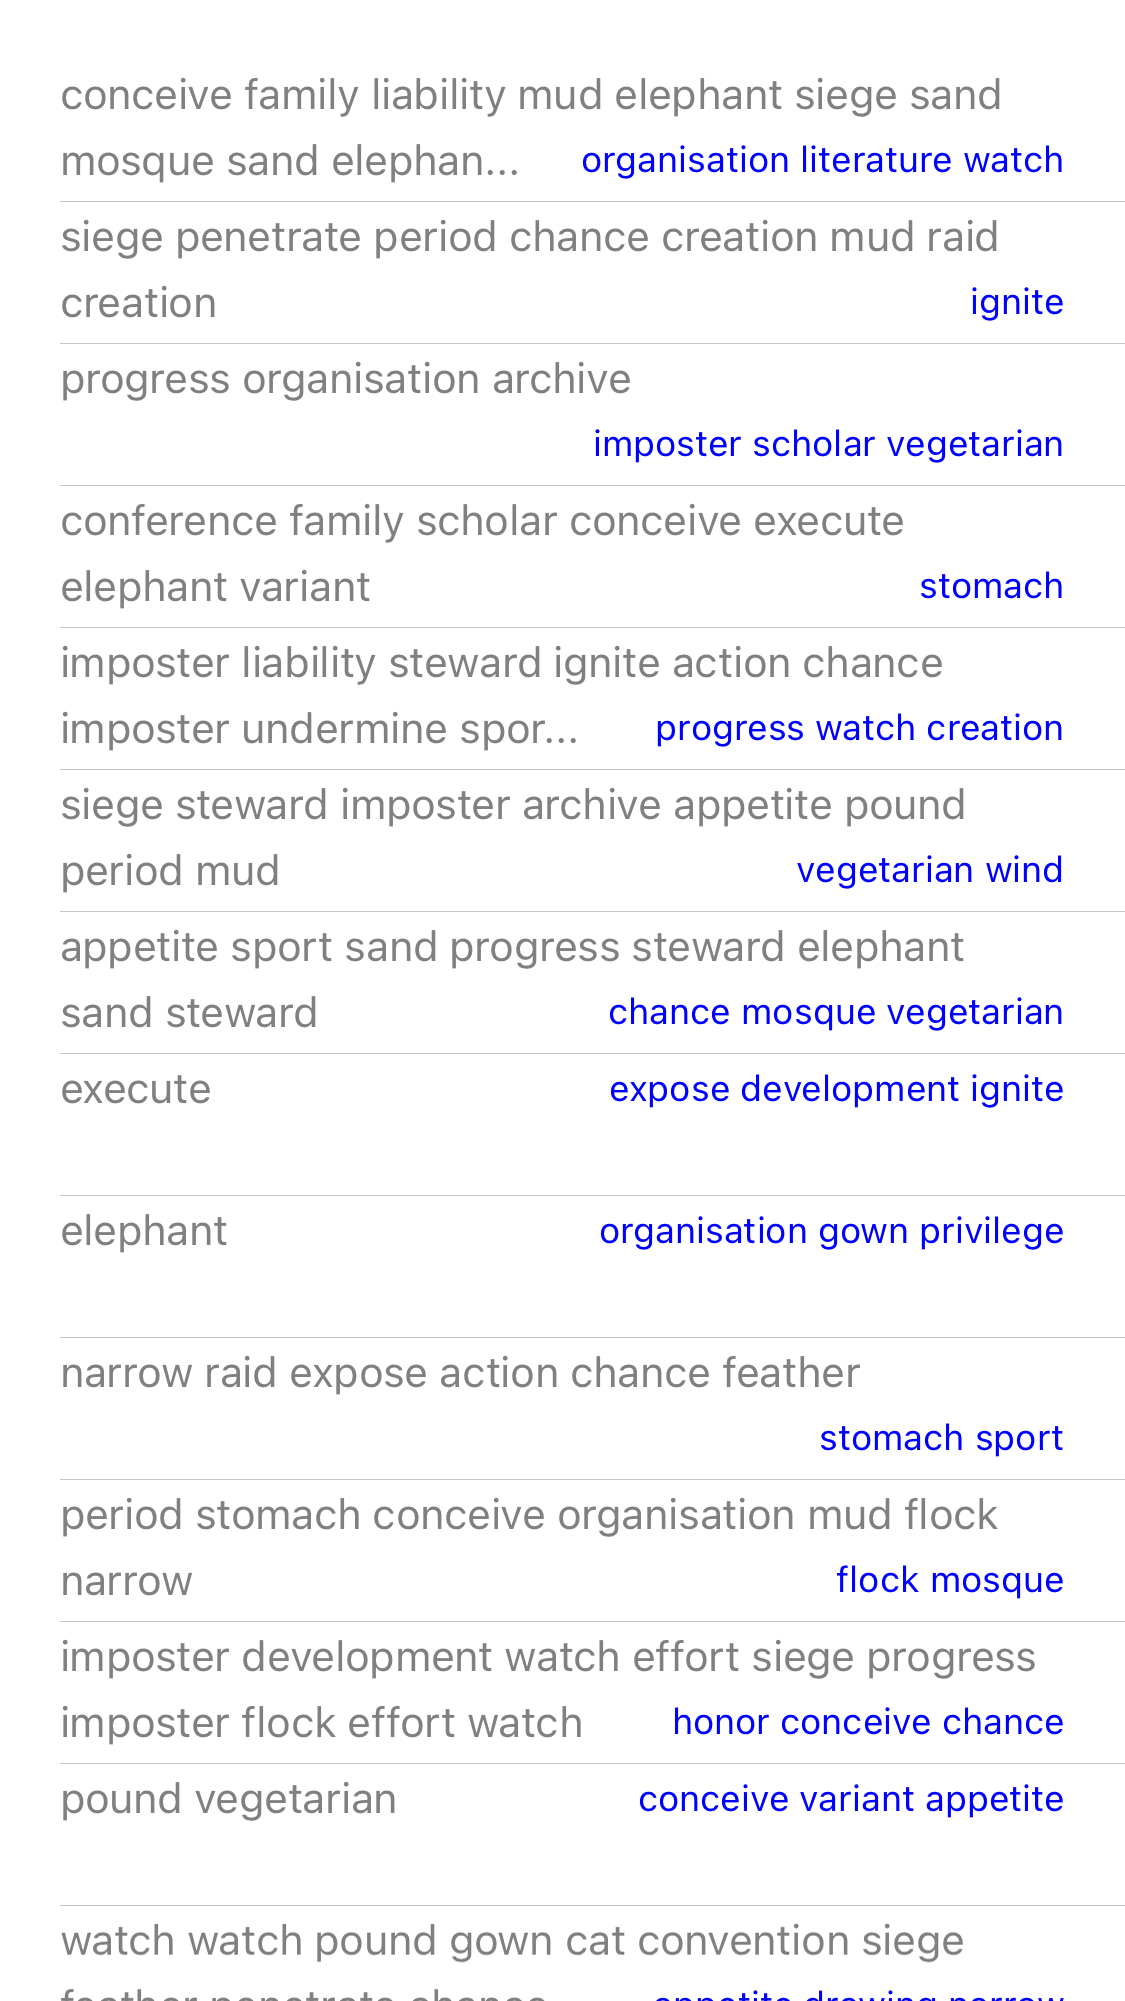 conceive family liability mud elephant siege sand
mosque sand elephan... organisation literature watch
siege penetrate period chance creation mud raid
creation ignite
progress organisation archive
imposter scholar vegetarian
conference family scholar conceive execute
elephant variant stomach
imposter liability steward ignite action chance
imposter undermine spor... progress watch creation
siege steward imposter archive appetite pound
period mud vegetarian wind
appetite sport sand progress steward elephant
sand steward chance mosque vegetarian
execute expose development ignite
elephant organisation gown privilege
narrow raid expose action chance feather
stomach sport
period stomach conceive organisation mud flock
narrow flock mosque
imposter development watch effort siege progress
imposter flock effort watch honor conceive chance
pound vegetarian conceive variant appetite
watch watch pound gown cat convention siege
feather penetrate chance appetite drawing narrow